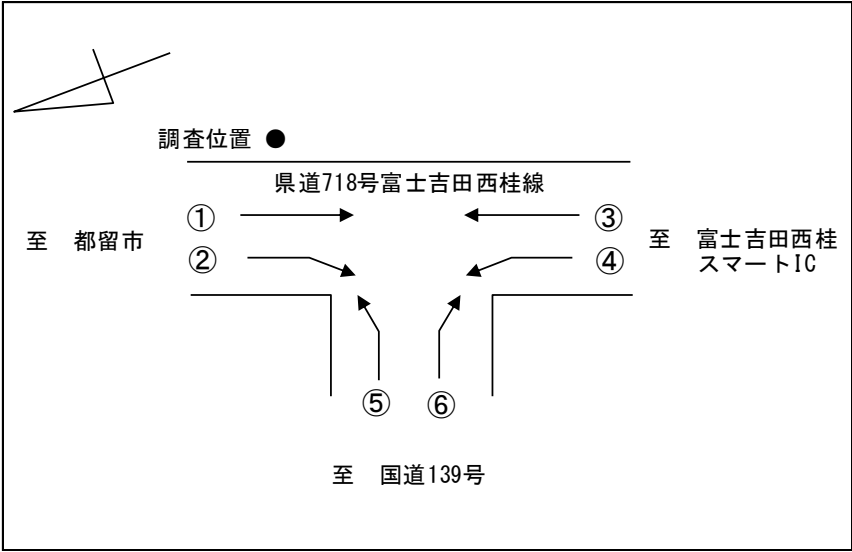 調査位置 ●
県道718号富士吉田西桂線
①
③
至 都留市
至 富士吉田西桂
スマートIC
②
④
⑤
⑥
至 国道139号